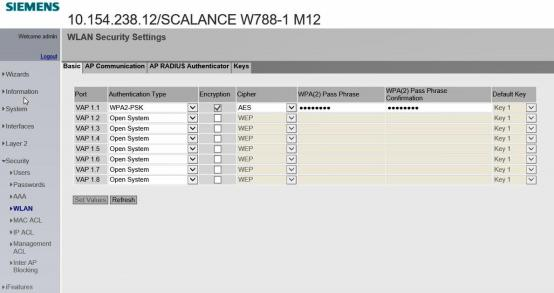 SIEMENS
10.154.238.12/SCALANCE W788-1 M12
Welcome admin
Logout
WLAN Security Settings
Basic AP Communication AP RADIUS Authenticator Keys
Wizards
Information
System
Interfaces
Layer 2
Security
Users
Passwords
AAA
WLAN
MAC ACL
IP ACL
Management
ACL
Inter AP
Blocking
iFeatures
Port Authentication Type Encryption Cipher WPA(2) Pass Phrase WPA(2) Pass Phrase Confirmation Default Key
VAP 1.1 WPA2-PSK AES •••••••• •••••••• Key 1
VAP 1.2 Open System WEP Key 1
VAP 1.3 Open System WEP Key 1
VAP 1.4 Open System WEP Key 1
VAP 1.5 Open System WEP Key 1
VAP 1.6 Open System WEP Key 1
VAP 1.7 Open System WEP Key 1
VAP 1.8 Open System WEP Key 1
Set Values Refresh